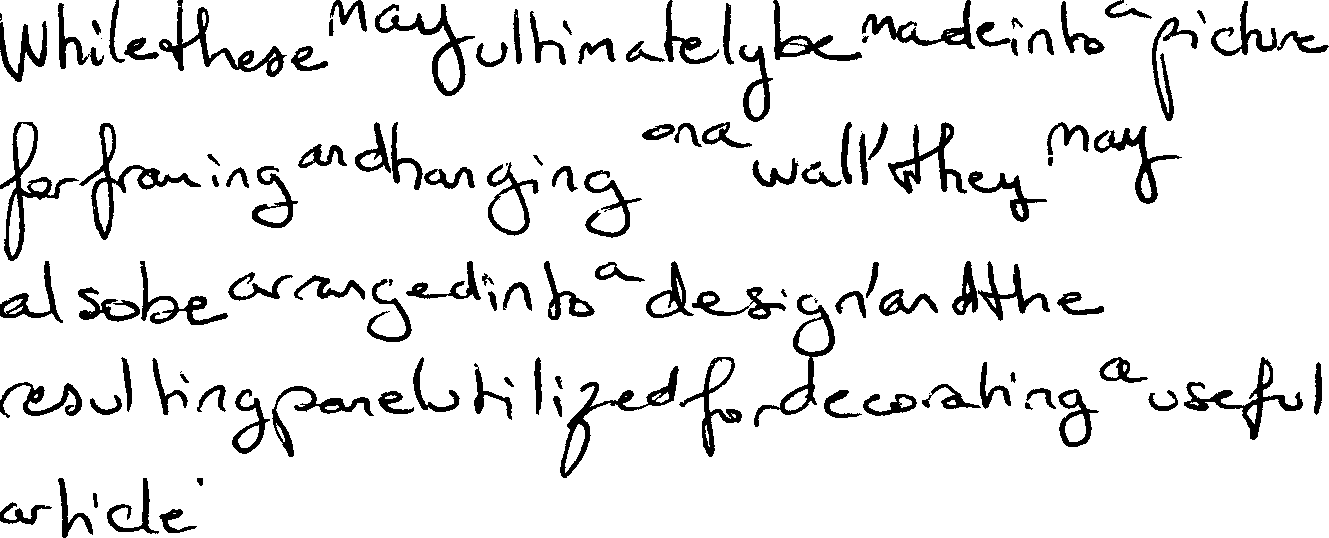 While these may ultimately be made into a picture
for framing and hanging on a wall, they may
also be arranged into a design, and the
resulting panel utilized for decorating a useful
article.